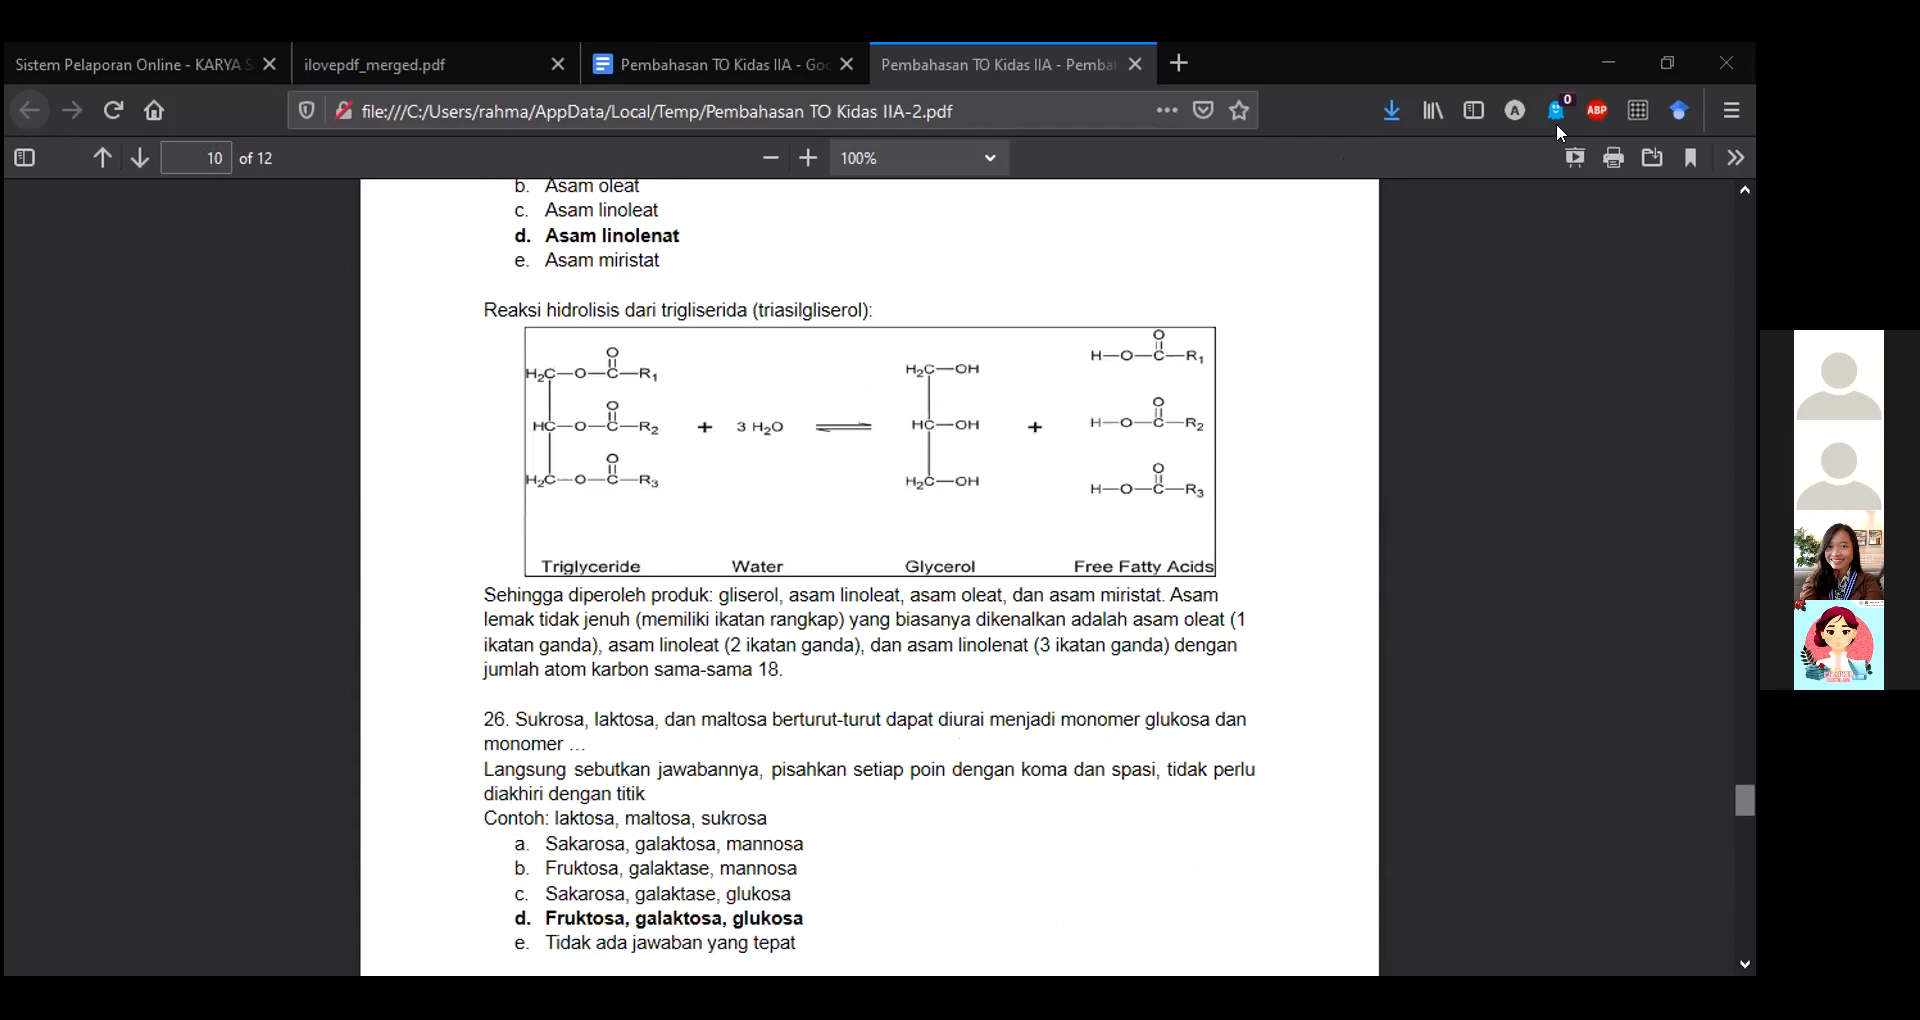 Sistem Pelaporan Online - KARYA S
ilovepdf_merged.pdf
Pembahasan TO Kidas IIA - Goo
Pembahasan TO Kidas IIA - Pembah
file:///C:/Users/rahma/AppData/Local/Temp/Pembahasan TO Kidas IIA-2.pdf
A
0
ABP
10 of 12
100%
b. Asam oleat
c. Asam linoleat
d. Asam linolenat
e. Asam miristat
Reaksi hidrolisis dari trigliserida (triasilgliserol):
O
H2C—O—C—R1
O
HC—O—C—R2
O
H2C—O—C—R3
+ 3 H2O ⇌
H2C—OH
HC—OH
H2C—OH
+
O
H—O—C—R1
O
H—O—C—R2
O
H—O—C—R3
Triglyceride Water Glycerol Free Fatty Acids
Sehingga diperoleh produk: gliserol, asam linoleat, asam oleat, dan asam miristat. Asam
lemak tidak jenuh (memiliki ikatan rangkap) yang biasanya dikenalkan adalah asam oleat (1
ikatan ganda), asam linoleat (2 ikatan ganda), dan asam linolenat (3 ikatan ganda) dengan
jumlah atom karbon sama-sama 18.
26. Sukrosa, laktosa, dan maltosa berturut-turut dapat diurai menjadi monomer glukosa dan
monomer …
Langsung sebutkan jawabannya, pisahkan setiap poin dengan koma dan spasi, tidak perlu
diakhiri dengan titik
Contoh: laktosa, maltosa, sukrosa
a. Sakarosa, galaktosa, mannosa
b. Fruktosa, galaktase, mannosa
c. Sakarosa, galaktase, glukosa
d. Fruktosa, galaktosa, glukosa
e. Tidak ada jawaban yang tepat